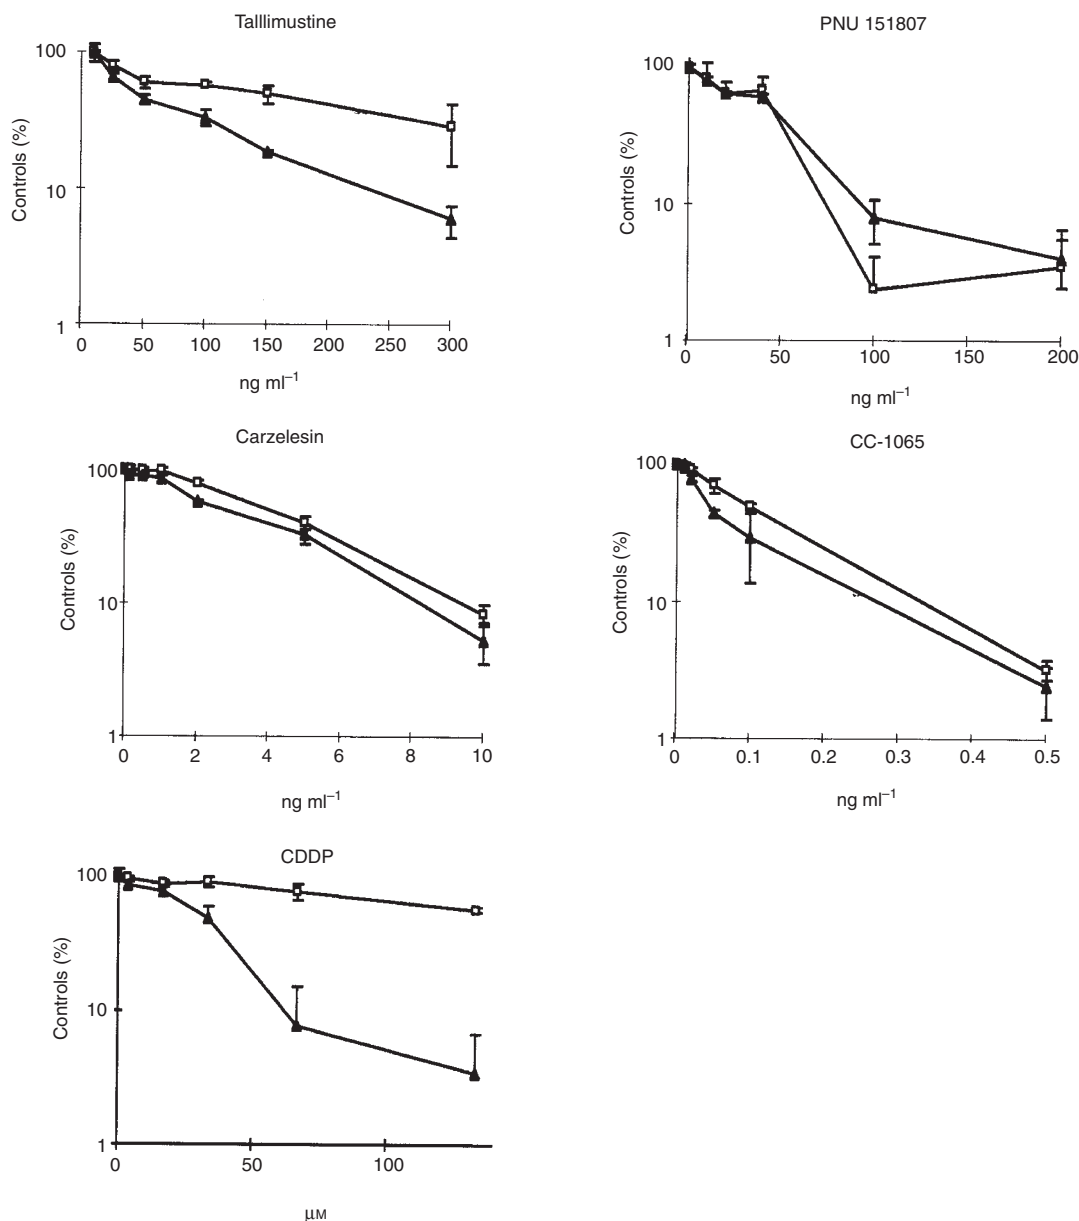 Talllimustine
100
10
1
Controls (%)
0 50 100 150 200 250 300
ng ml⁻¹
PNU 151807
100
10
1
Controls (%)
0 50 100 150 200
ng ml⁻¹
Carzelesin
100
10
1
Controls (%)
0 2 4 6 8 10
ng ml⁻¹
CC-1065
100
10
1
Controls (%)
0 0.1 0.2 0.3 0.4 0.5
ng ml⁻¹
CDDP
100
10
1
Controls (%)
0 50 100
μM